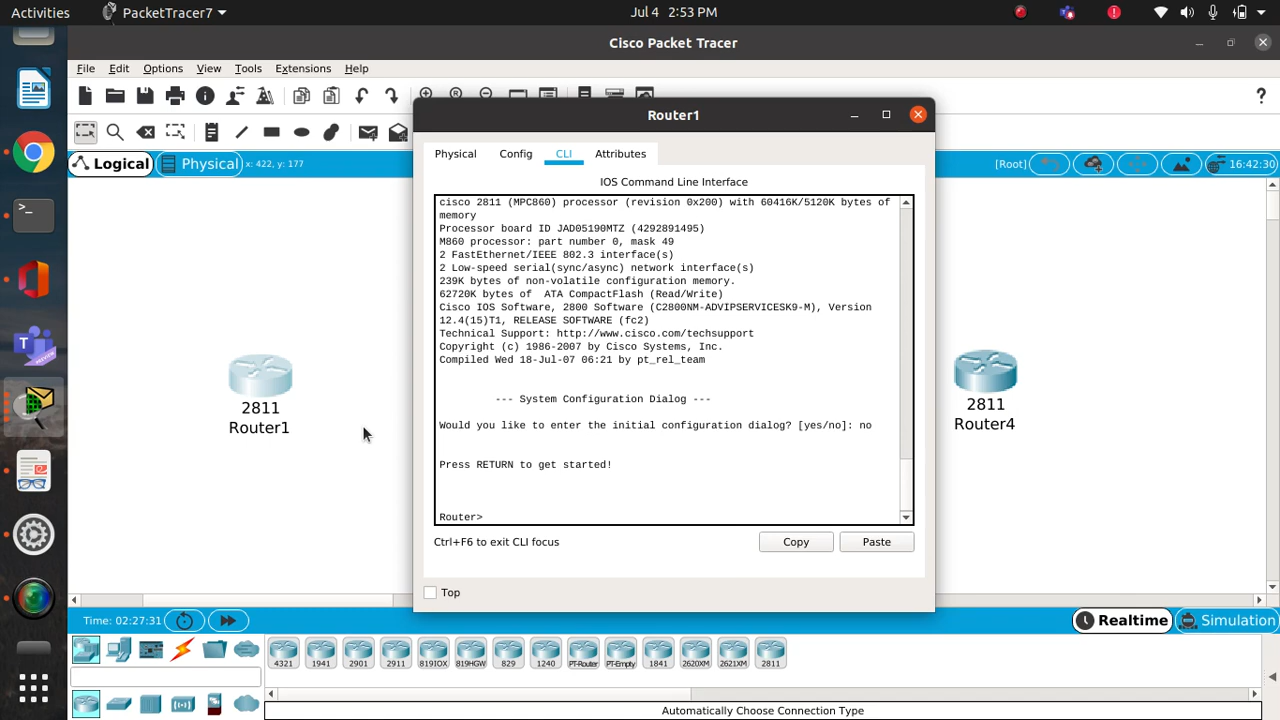 Activities
PacketTracer7
Jul 4 2:53 PM
Cisco Packet Tracer
File Edit Options View Tools Extensions Help
?
Logical
Physical
x: 422, y: 177
[Root]
16:42:30
Router1
Physical Config CLI Attributes
IOS Command Line Interface
cisco 2811 (MPC860) processor (revision 0x200) with 60416K/5120K bytes of
memory
Processor board ID JAD05190MTZ (4292891495)
M860 processor: part number 0, mask 49
2 FastEthernet/IEEE 802.3 interface(s)
2 Low-speed serial(sync/async) network interface(s)
239K bytes of non-volatile configuration memory.
62720K bytes of  ATA CompactFlash (Read/Write)
Cisco IOS Software, 2800 Software (C2800NM-ADVIPSERVICESK9-M), Version
12.4(15)T1, RELEASE SOFTWARE (fc2)
Technical Support: http://www.cisco.com/techsupport
Copyright (c) 1986-2007 by Cisco Systems, Inc.
Compiled Wed 18-Jul-07 06:21 by pt_rel_team
--- System Configuration Dialog ---
Would you like to enter the initial configuration dialog? [yes/no]: no
Press RETURN to get started!
Router>
Ctrl+F6 to exit CLI focus
Copy
Paste
Top
2811
Router1
2811
Router4
Time: 02:27:31
Realtime
Simulation
4321 1941 2901 2911 819IOX 819HGW 829 1240 PT-Router PT-Empty 1841 2620XM 2621XM 2811
Automatically Choose Connection Type